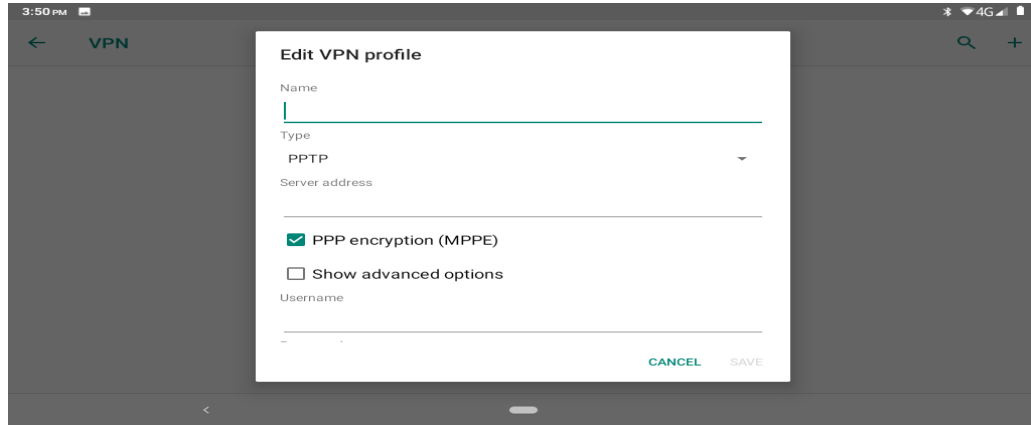 3:50 PM 4G
VPN
Edit VPN profile
Name
Type
PPTP
Server address
PPP encryption (MPPE)
Show advanced options
Username
CANCEL SAVE